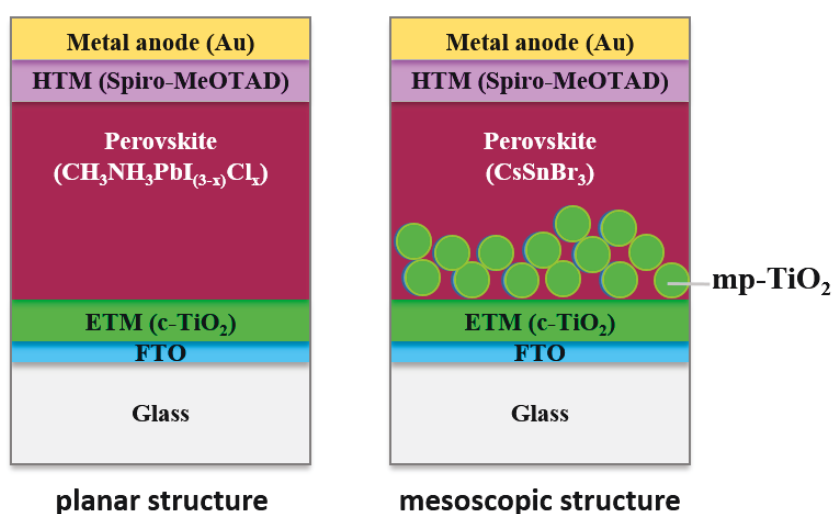 Metal anode (Au)
HTM (Spiro-MeOTAD)
Perovskite
(CH₃NH₃PbI₍₃₋ₓ₎Clₓ)
ETM (c-TiO₂)
FTO
Glass
planar structure
Metal anode (Au)
HTM (Spiro-MeOTAD)
Perovskite
(CsSnBr₃)
mp-TiO₂
ETM (c-TiO₂)
FTO
Glass
mesoscopic structure